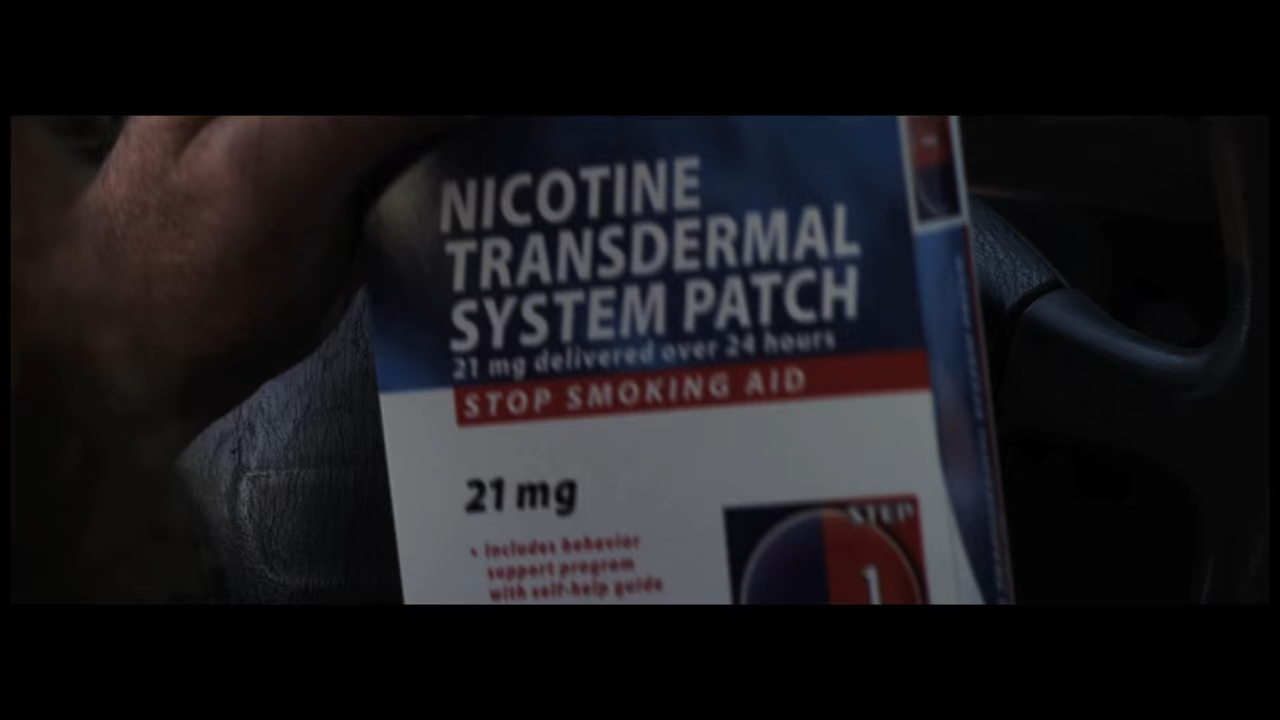 NICOTINE
TRANSDERMAL
SYSTEM PATCH
21 mg delivered over 24 hours
STOP SMOKING AID
21 mg
• includes behavior
support program
with self-help guide
STEP
1